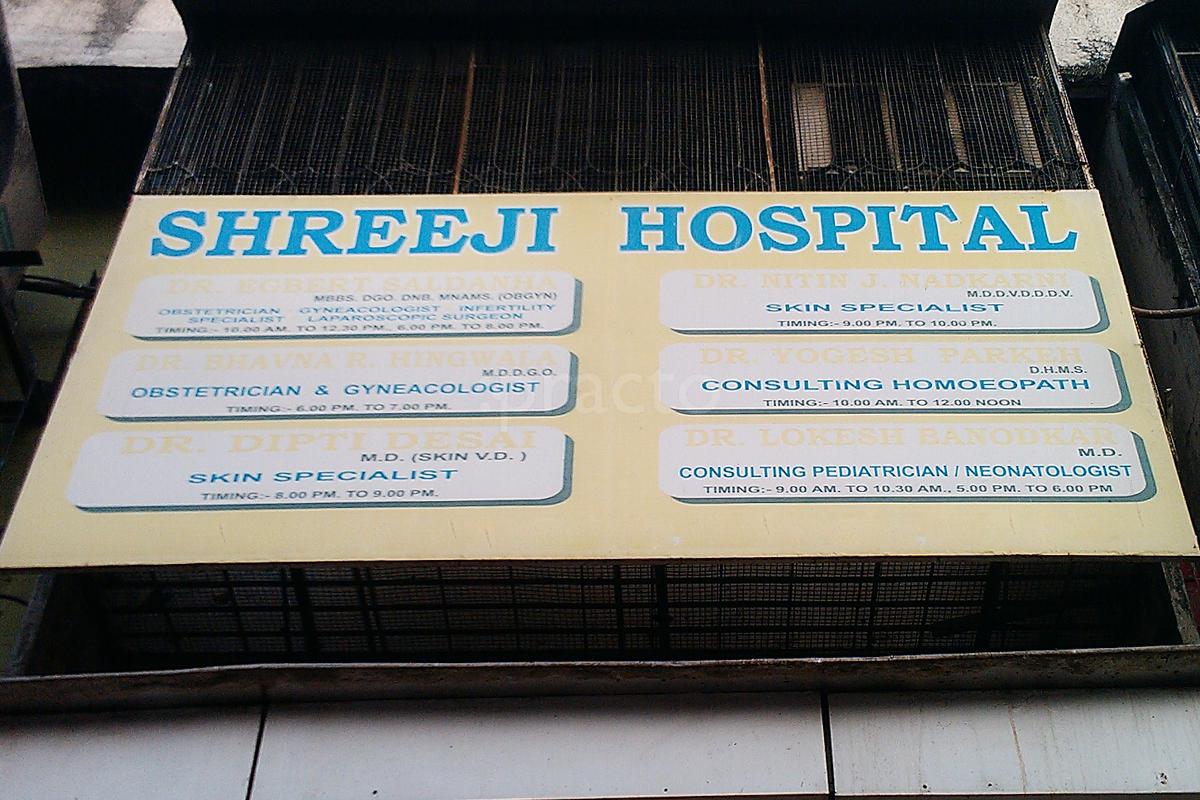 SHREEJI HOSPITAL
DR. EGBERT SALDANHA
MBBS. DGO. DNB. MNAMS. (OBGYN)
OBSTETRICIAN GYNEACOLOGIST INFERTILITY
SPECIALIST LAPAROSCOPIC SURGEON
TIMING:- 10.00 AM. TO 12.30 PM., 6.00 PM. TO 8.00 PM.
DR. BHAVNA R. HINGWALA
M.D.D.G.O.
OBSTETRICIAN & GYNEACOLOGIST
TIMING:- 6.00 PM. TO 7.00 PM.
DR. DIPTI DESAI
M.D. (SKIN V.D. )
SKIN SPECIALIST
TIMING:- 8.00 PM. TO 9.00 PM.
DR. NITIN J. NADKARNI
M.D.D.V.D.D.D.V.
SKIN SPECIALIST
TIMING:- 9.00 PM. TO 10.00 PM.
DR. YOGESH PARKEH
D.H.M.S.
CONSULTING HOMOEOPATH
TIMING:- 10.00 AM. TO 12.00 NOON
DR. LOKESH BANODKAR
M.D.
CONSULTING PEDIATRICIAN / NEONATOLOGIST
TIMING:- 9.00 AM. TO 10.30 AM., 5.00 PM. TO 6.00 PM
practo